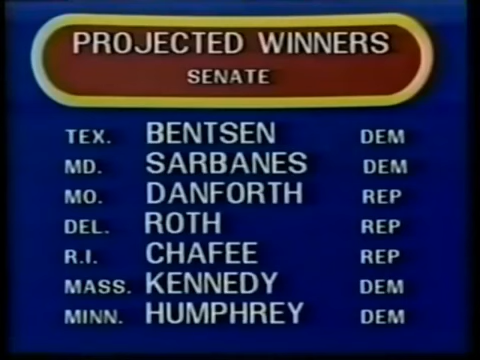 PROJECTED WINNERS
SENATE
TEX. BENTSEN DEM
MD. SARBANES DEM
MO. DANFORTH REP
DEL. ROTH REP
R.I. CHAFEE REP
MASS. KENNEDY DEM
MINN. HUMPHREY DEM